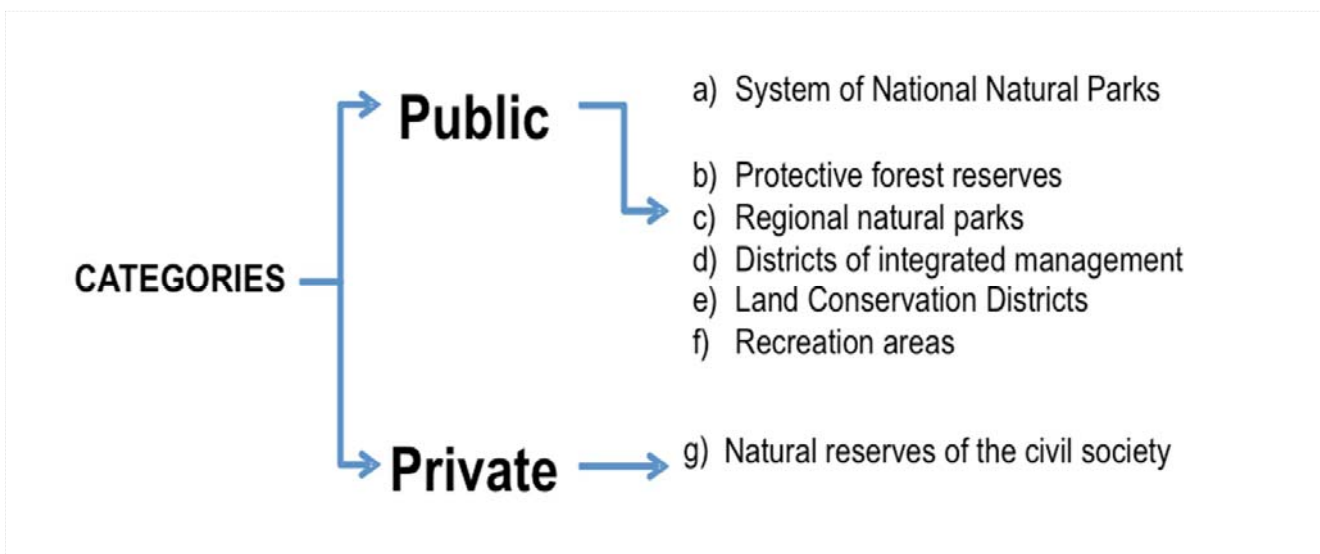 Public
a) System of National Natural Parks
b) Protective forest reserves
c) Regional natural parks
d) Districts of integrated management
e) Land Conservation Districts
f) Recreation areas
CATEGORIES
Private
g) Natural reserves of the civil society